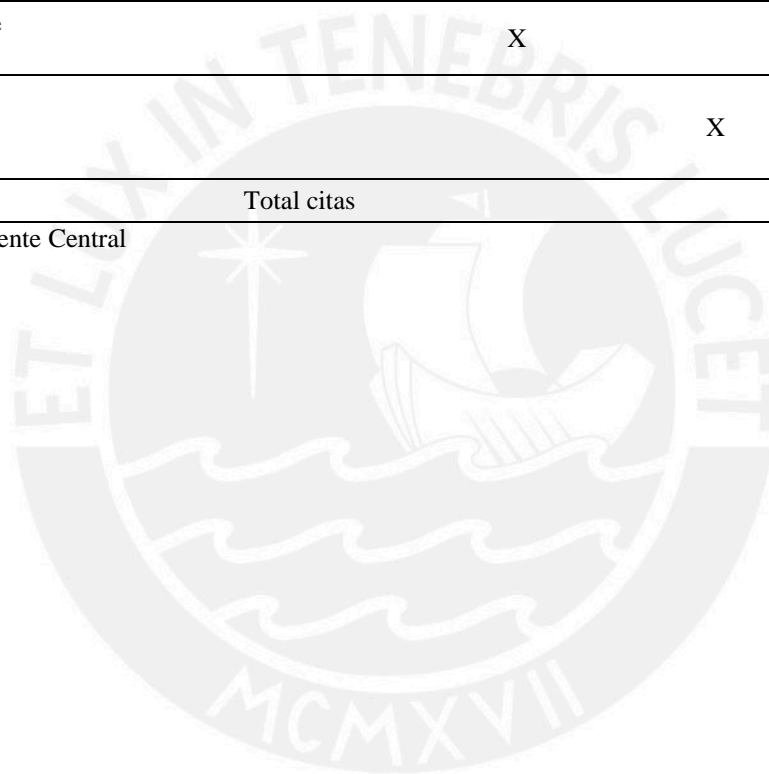 X
X
Total citas
ente Central
ET LUX IN TENEBRIS LUCET
MCMXVII